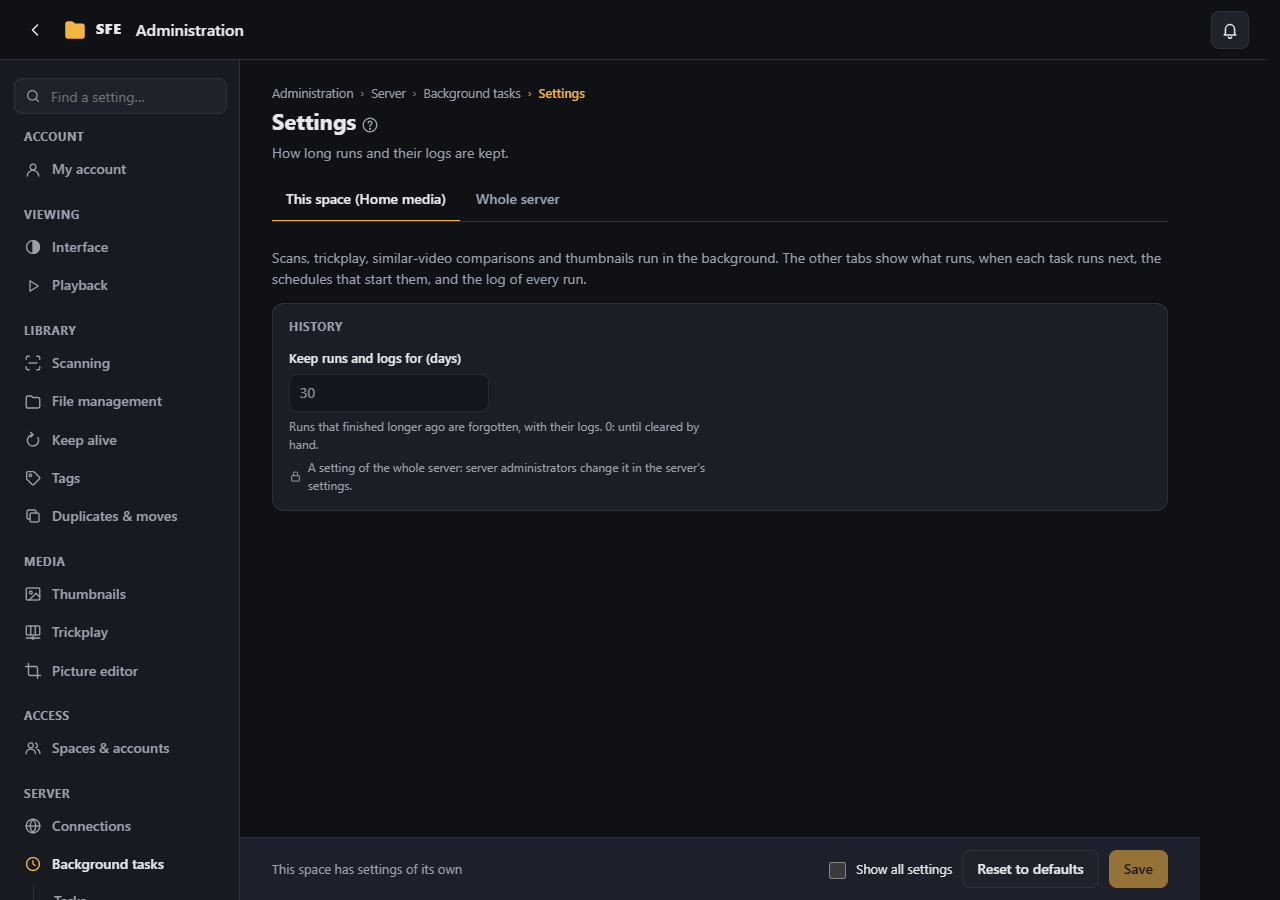 SFE Administration
Find a setting...
ACCOUNT
My account
VIEWING
Interface
Playback
LIBRARY
Scanning
File management
Keep alive
Tags
Duplicates & moves
MEDIA
Thumbnails
Trickplay
Picture editor
ACCESS
Spaces & accounts
SERVER
Connections
Background tasks
Tasks
Administration › Server › Background tasks › Settings
Settings
How long runs and their logs are kept.
This space (Home media) Whole server
Scans, trickplay, similar-video comparisons and thumbnails run in the background. The other tabs show what runs, when each task runs next, the
schedules that start them, and the log of every run.
HISTORY
Keep runs and logs for (days)
30
Runs that finished longer ago are forgotten, with their logs. 0: until cleared by
hand.
A setting of the whole server: server administrators change it in the server's
settings.
This space has settings of its own
Show all settings
Reset to defaults
Save